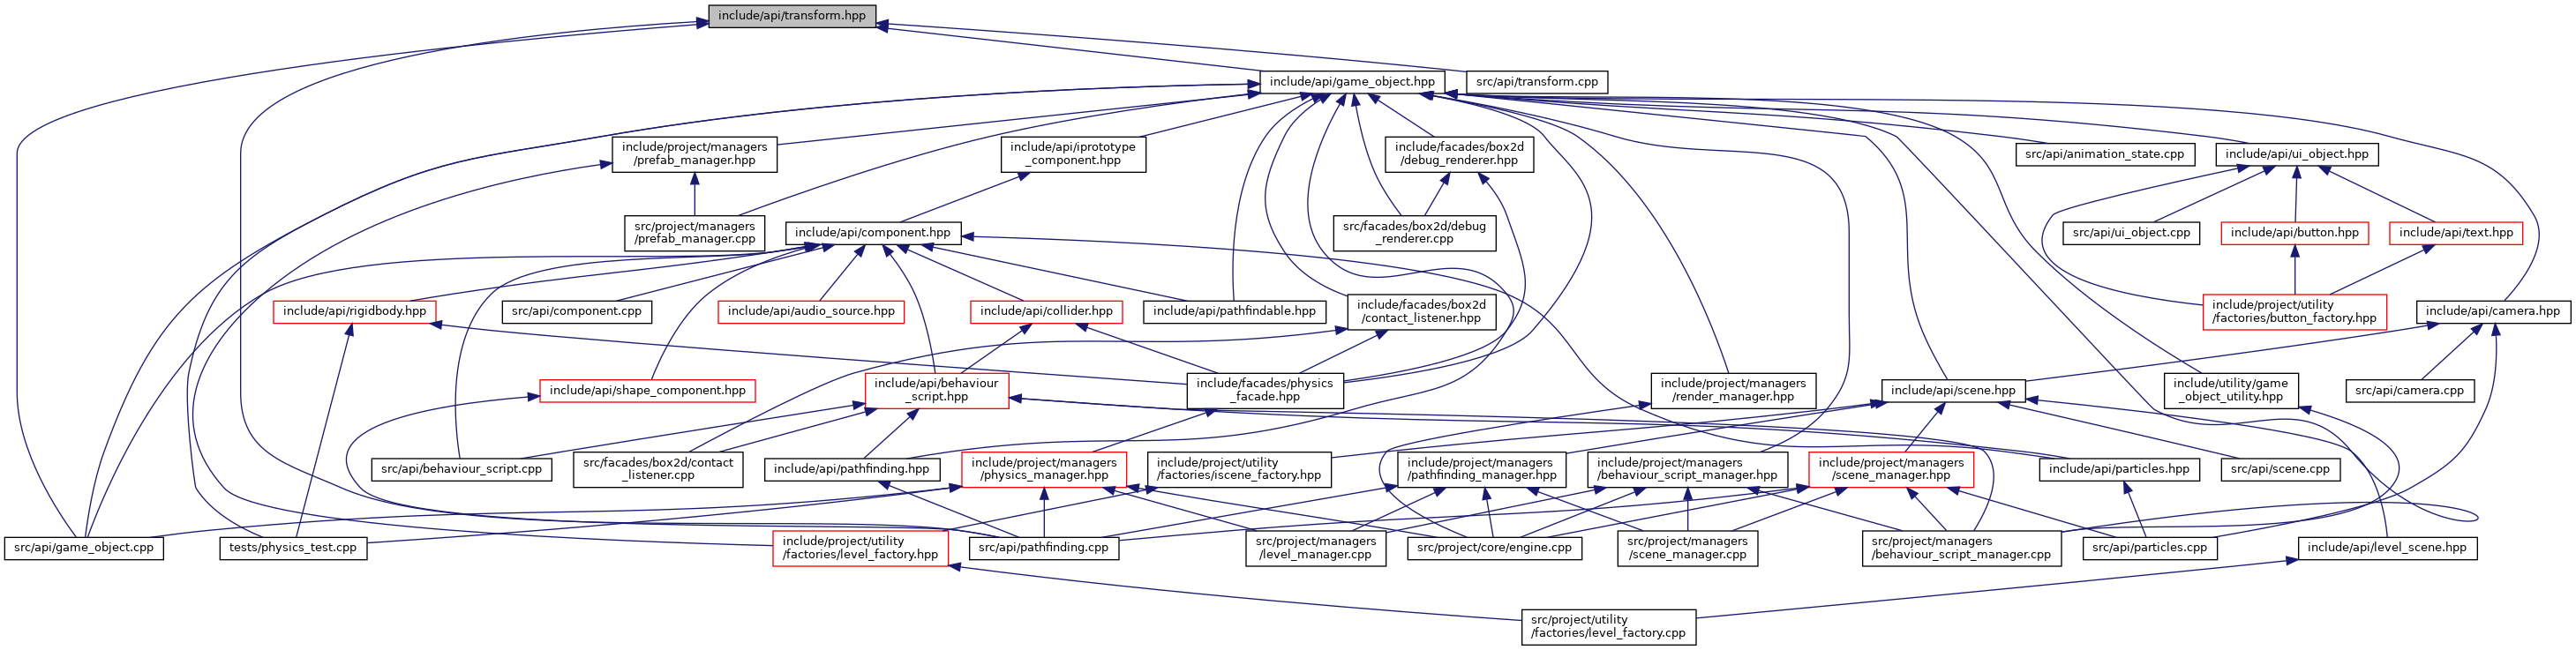 include/api/transform.hpp
include/api/game_object.hpp
src/api/transform.cpp
include/project/managers
/prefab_manager.hpp
include/api/iprototype
_component.hpp
include/facades/box2d
/debug_renderer.hpp
src/api/animation_state.cpp
include/api/ui_object.hpp
src/project/managers
/prefab_manager.cpp
include/api/component.hpp
src/facades/box2d/debug
_renderer.cpp
src/api/ui_object.cpp
include/api/button.hpp
include/api/text.hpp
include/api/rigidbody.hpp
src/api/component.cpp
include/api/audio_source.hpp
include/api/collider.hpp
include/api/pathfindable.hpp
include/facades/box2d
/contact_listener.hpp
include/project/utility
/factories/button_factory.hpp
include/api/camera.hpp
include/api/shape_component.hpp
include/api/behaviour
_script.hpp
include/facades/physics
_facade.hpp
include/project/managers
/render_manager.hpp
include/api/scene.hpp
include/utility/game
_object_utility.hpp
src/api/camera.cpp
src/api/behaviour_script.cpp
src/facades/box2d/contact
_listener.cpp
include/api/pathfinding.hpp
include/project/managers
/physics_manager.hpp
include/project/utility
/factories/iscene_factory.hpp
include/project/managers
/pathfinding_manager.hpp
include/project/managers
/behaviour_script_manager.hpp
include/project/managers
/scene_manager.hpp
include/api/particles.hpp
src/api/scene.cpp
src/api/game_object.cpp
tests/physics_test.cpp
include/project/utility
/factories/level_factory.hpp
src/api/pathfinding.cpp
src/project/managers
/level_manager.cpp
src/project/core/engine.cpp
src/project/managers
/scene_manager.cpp
src/project/managers
/behaviour_script_manager.cpp
src/api/particles.cpp
include/api/level_scene.hpp
src/project/utility
/factories/level_factory.cpp